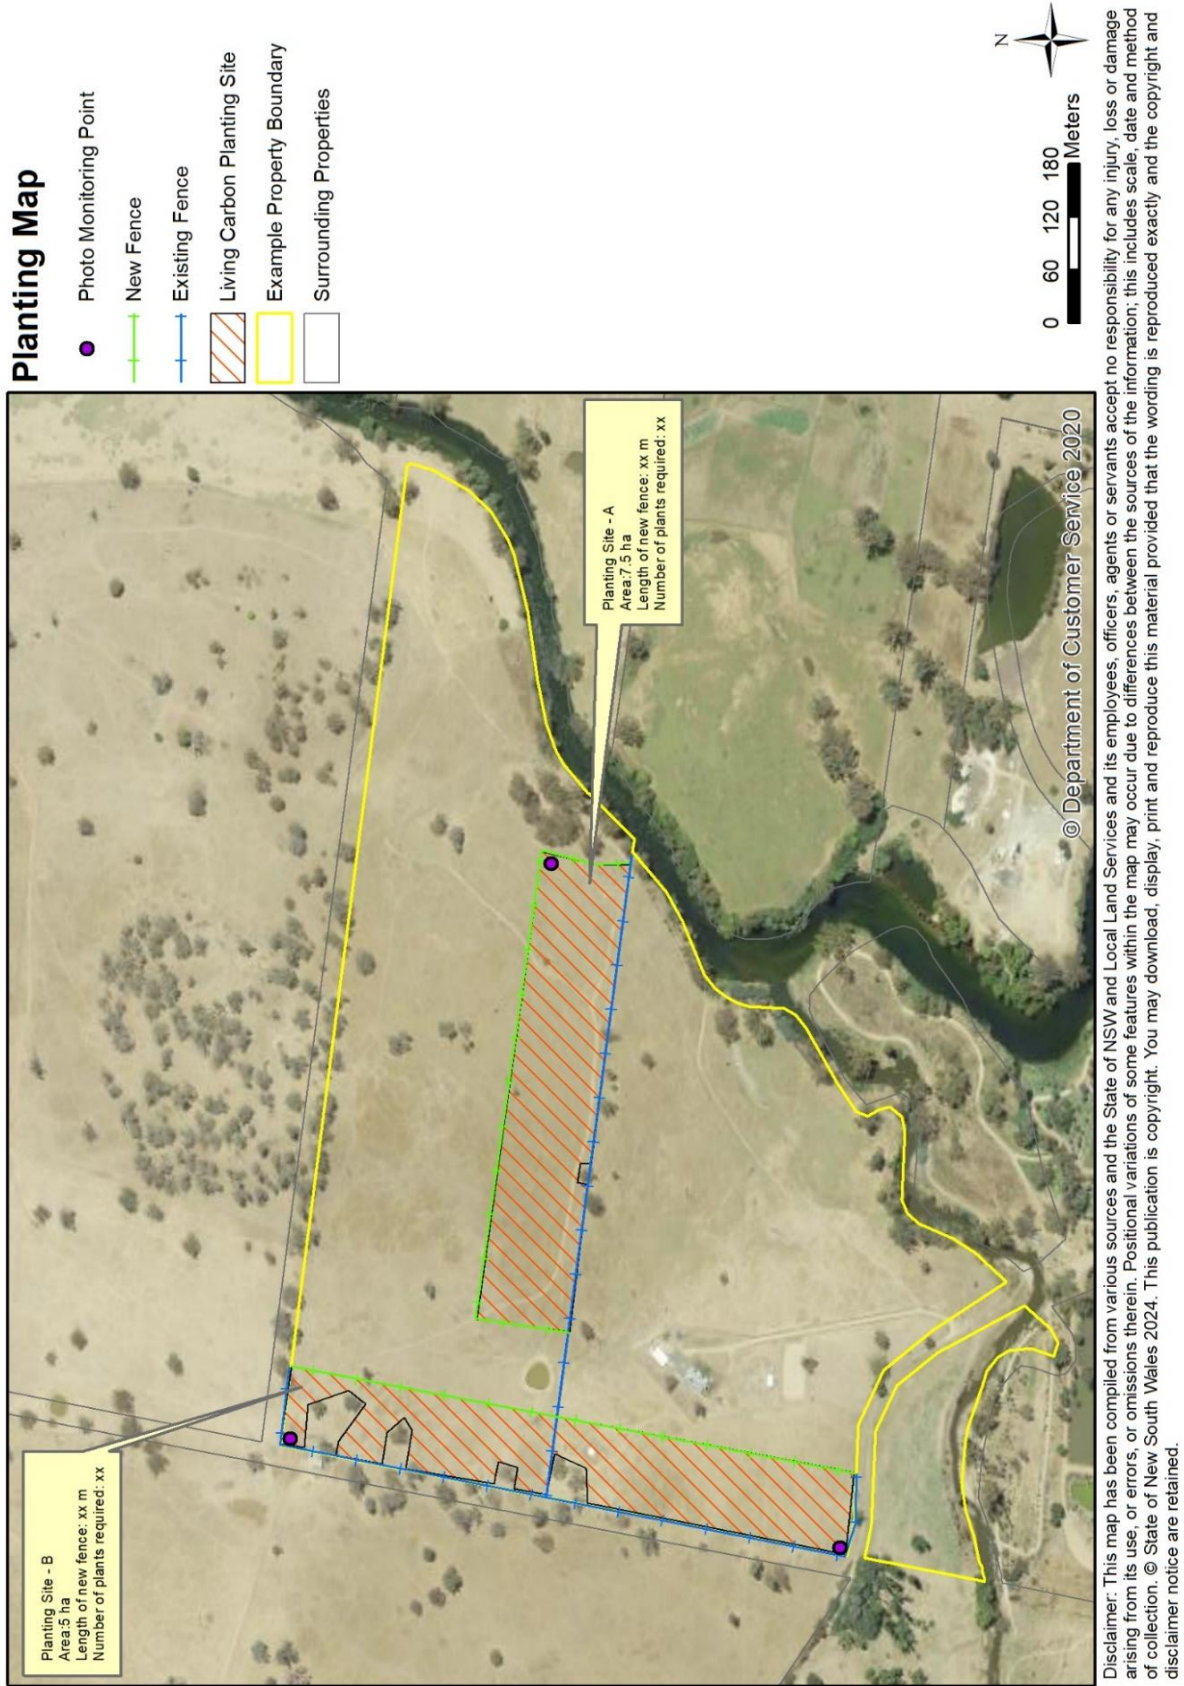 Planting Map
Photo Monitoring Point
New Fence
Existing Fence
Living Carbon Planting Site
Example Property Boundary
Surrounding Properties
N
0 60 120 180
Meters
Planting Site - B
Area:5 ha
Length of new fence: xx m
Number of plants required: xx
Planting Site - A
Area:7.5 ha
Length of new fence: xx m
Number of plants required: xx
© Department of Customer Service 2020
Disclaimer: This map has been compiled from various sources and the State of NSW and Local Land Services and its employees, officers, agents or servants accept no responsibility for any injury, loss or damage
arising from its use, or errors, or omissions therein. Positional variations of some features within the map may occur due to differences between the sources of the information; this includes scale, date and method
of collection. © State of New South Wales 2024. This publication is copyright. You may download, display, print and reproduce this material provided that the wording is reproduced exactly and the copyright and
disclaimer notice are retained.